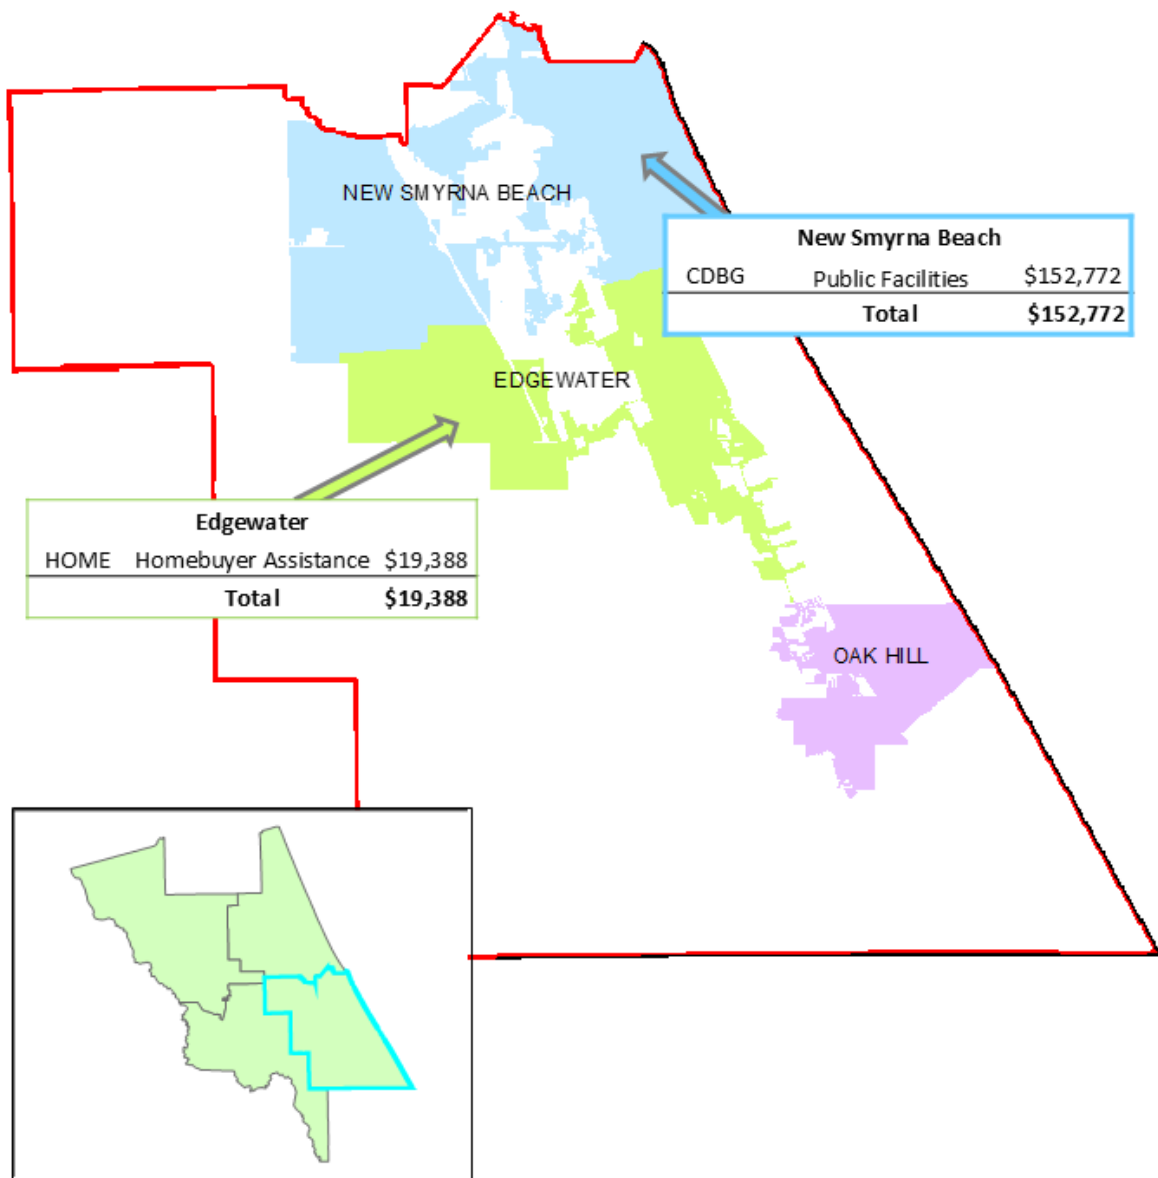 NEW SMYRNA BEACH
New Smyrna Beach
CDBG Public Facilities $152,772
Total $152,772
EDGEWATER
Edgewater
HOME Homebuyer Assistance $19,388
Total $19,388
OAK HILL